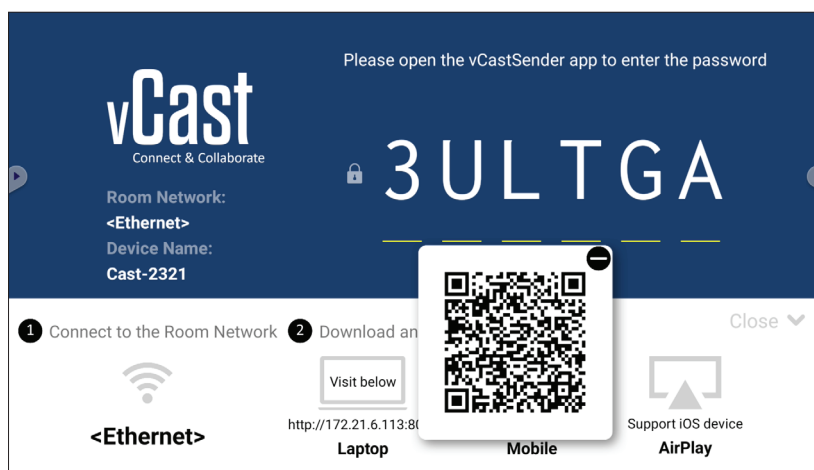 Please open the vCastSender app to enter the password
vCast
Connect & Collaborate
3ULTGA
Room Network:
<Ethernet>
Device Name:
Cast-2321
1 Connect to the Room Network
2 Download an
Close
Visit below
http://172.21.6.113:80
Support iOS device
<Ethernet>
Laptop
Mobile
AirPlay